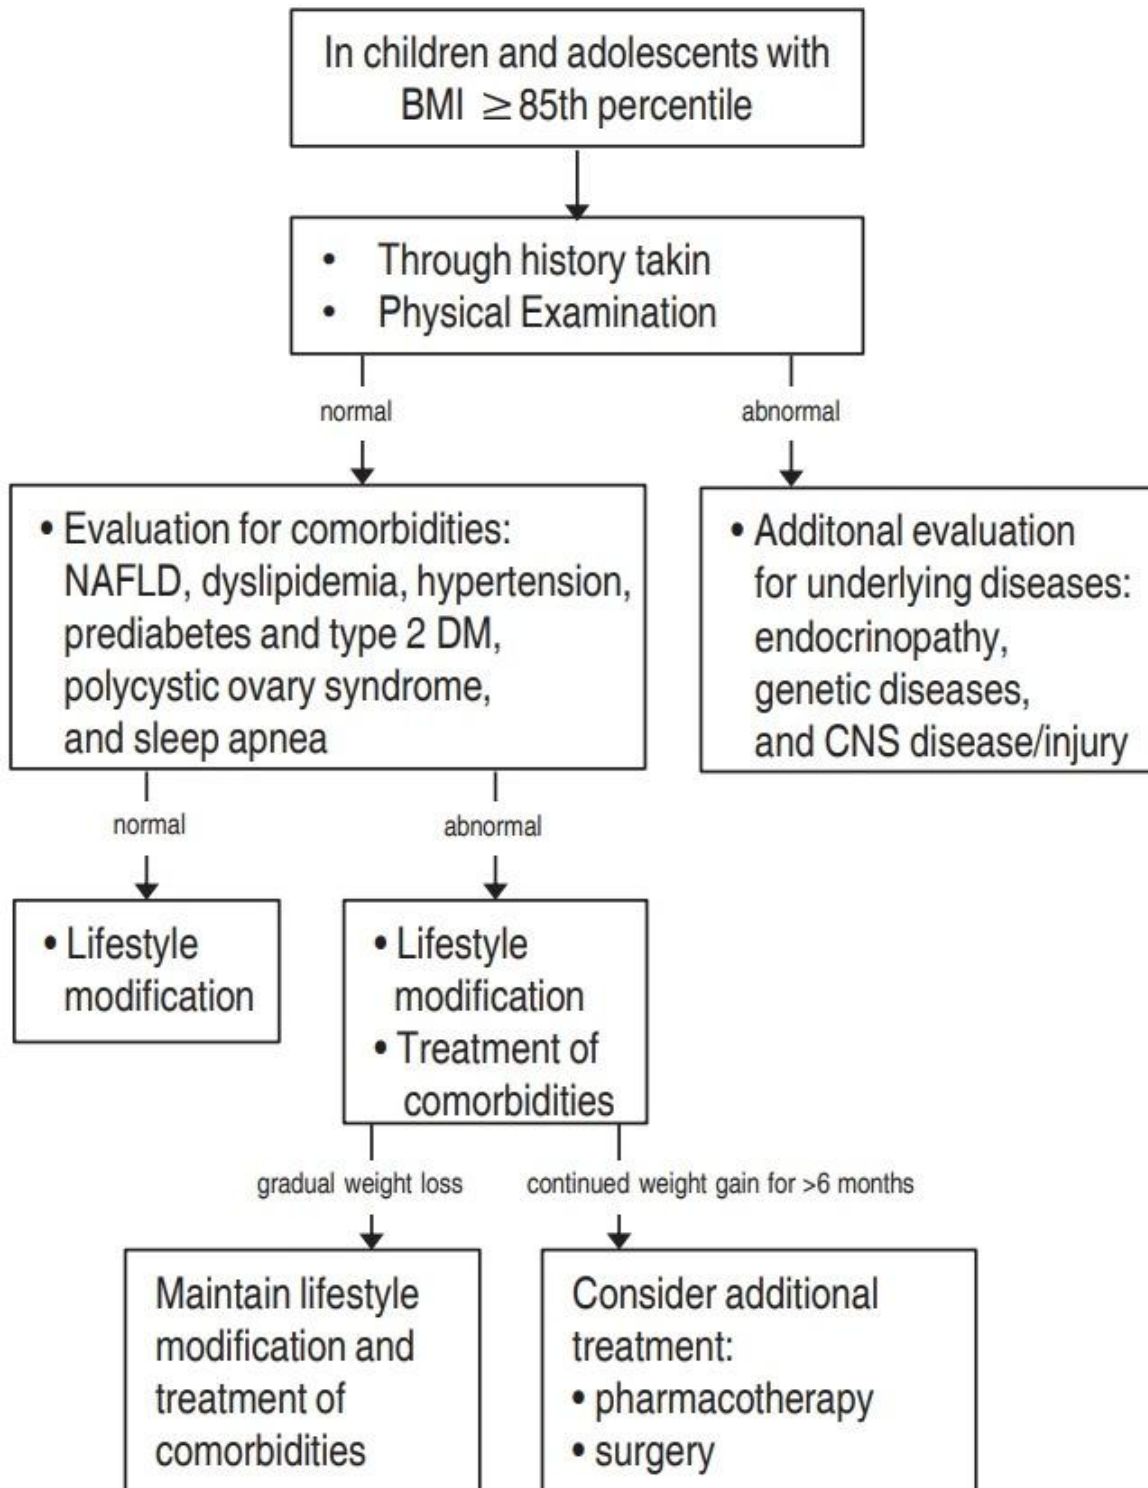 In children and adolescents with
BMI ≥85th percentile
• Through history takin
• Physical Examination
normal
abnormal
• Evaluation for comorbidities:
NAFLD, dyslipidemia, hypertension,
prediabetes and type 2 DM,
polycystic ovary syndrome,
and sleep apnea
• Additonal evaluation
for underlying diseases:
endocrinopathy,
genetic diseases,
and CNS disease/injury
normal
abnormal
• Lifestyle
modification
• Lifestyle
modification
• Treatment of
comorbidities
gradual weight loss
continued weight gain for >6 months
Maintain lifestyle
modification and
treatment of
comorbidities
Consider additional
treatment:
• pharmacotherapy
• surgery